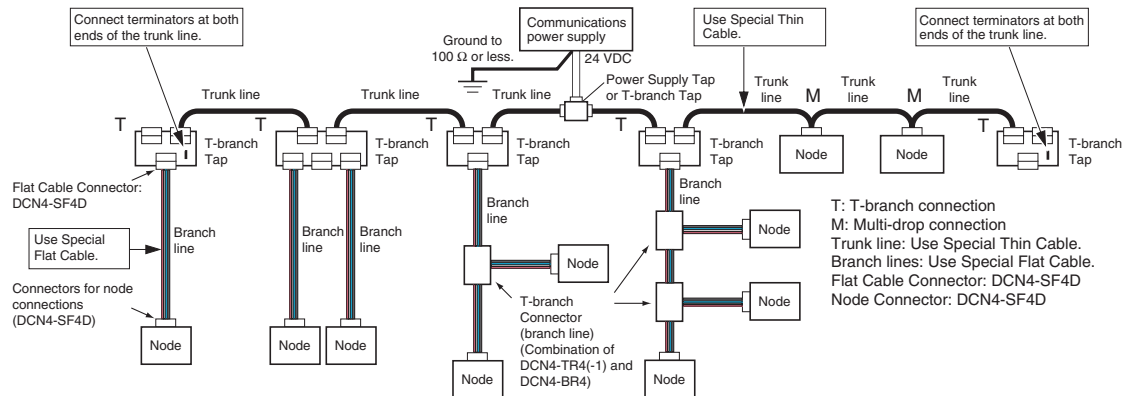 Connect terminators at both
ends of the trunk line.
Communications
power supply
Ground to
100 Ω or less.
24 VDC
Use Special Thin
Cable.
Connect terminators at both
ends of the trunk line.
Power Supply Tap
or T-branch Tap
Trunk line
Trunk line
Trunk line
Trunk
line
M
Trunk
line
M
Trunk
line
T
T
T
T
T
T-branch
Tap
T-branch
Tap
T-branch
Tap
T-branch
Tap
Node
Node
T-branch
Tap
Flat Cable Connector:
DCN4-SF4D
Use Special
Flat Cable.
Connectors for node
connections
(DCN4-SF4D)
Branch
line
Branch
line
Branch
line
Branch
line
Branch
line
Node
Node
Node
Node
Node
Node
Node
Node
T-branch
Connector
(branch line)
(Combination of
DCN4-TR4(-1) and
DCN4-BR4)
T: T-branch connection
M: Multi-drop connection
Trunk line: Use Special Thin Cable.
Branch lines: Use Special Flat Cable.
Flat Cable Connector: DCN4-SF4D
Node Connector: DCN4-SF4D